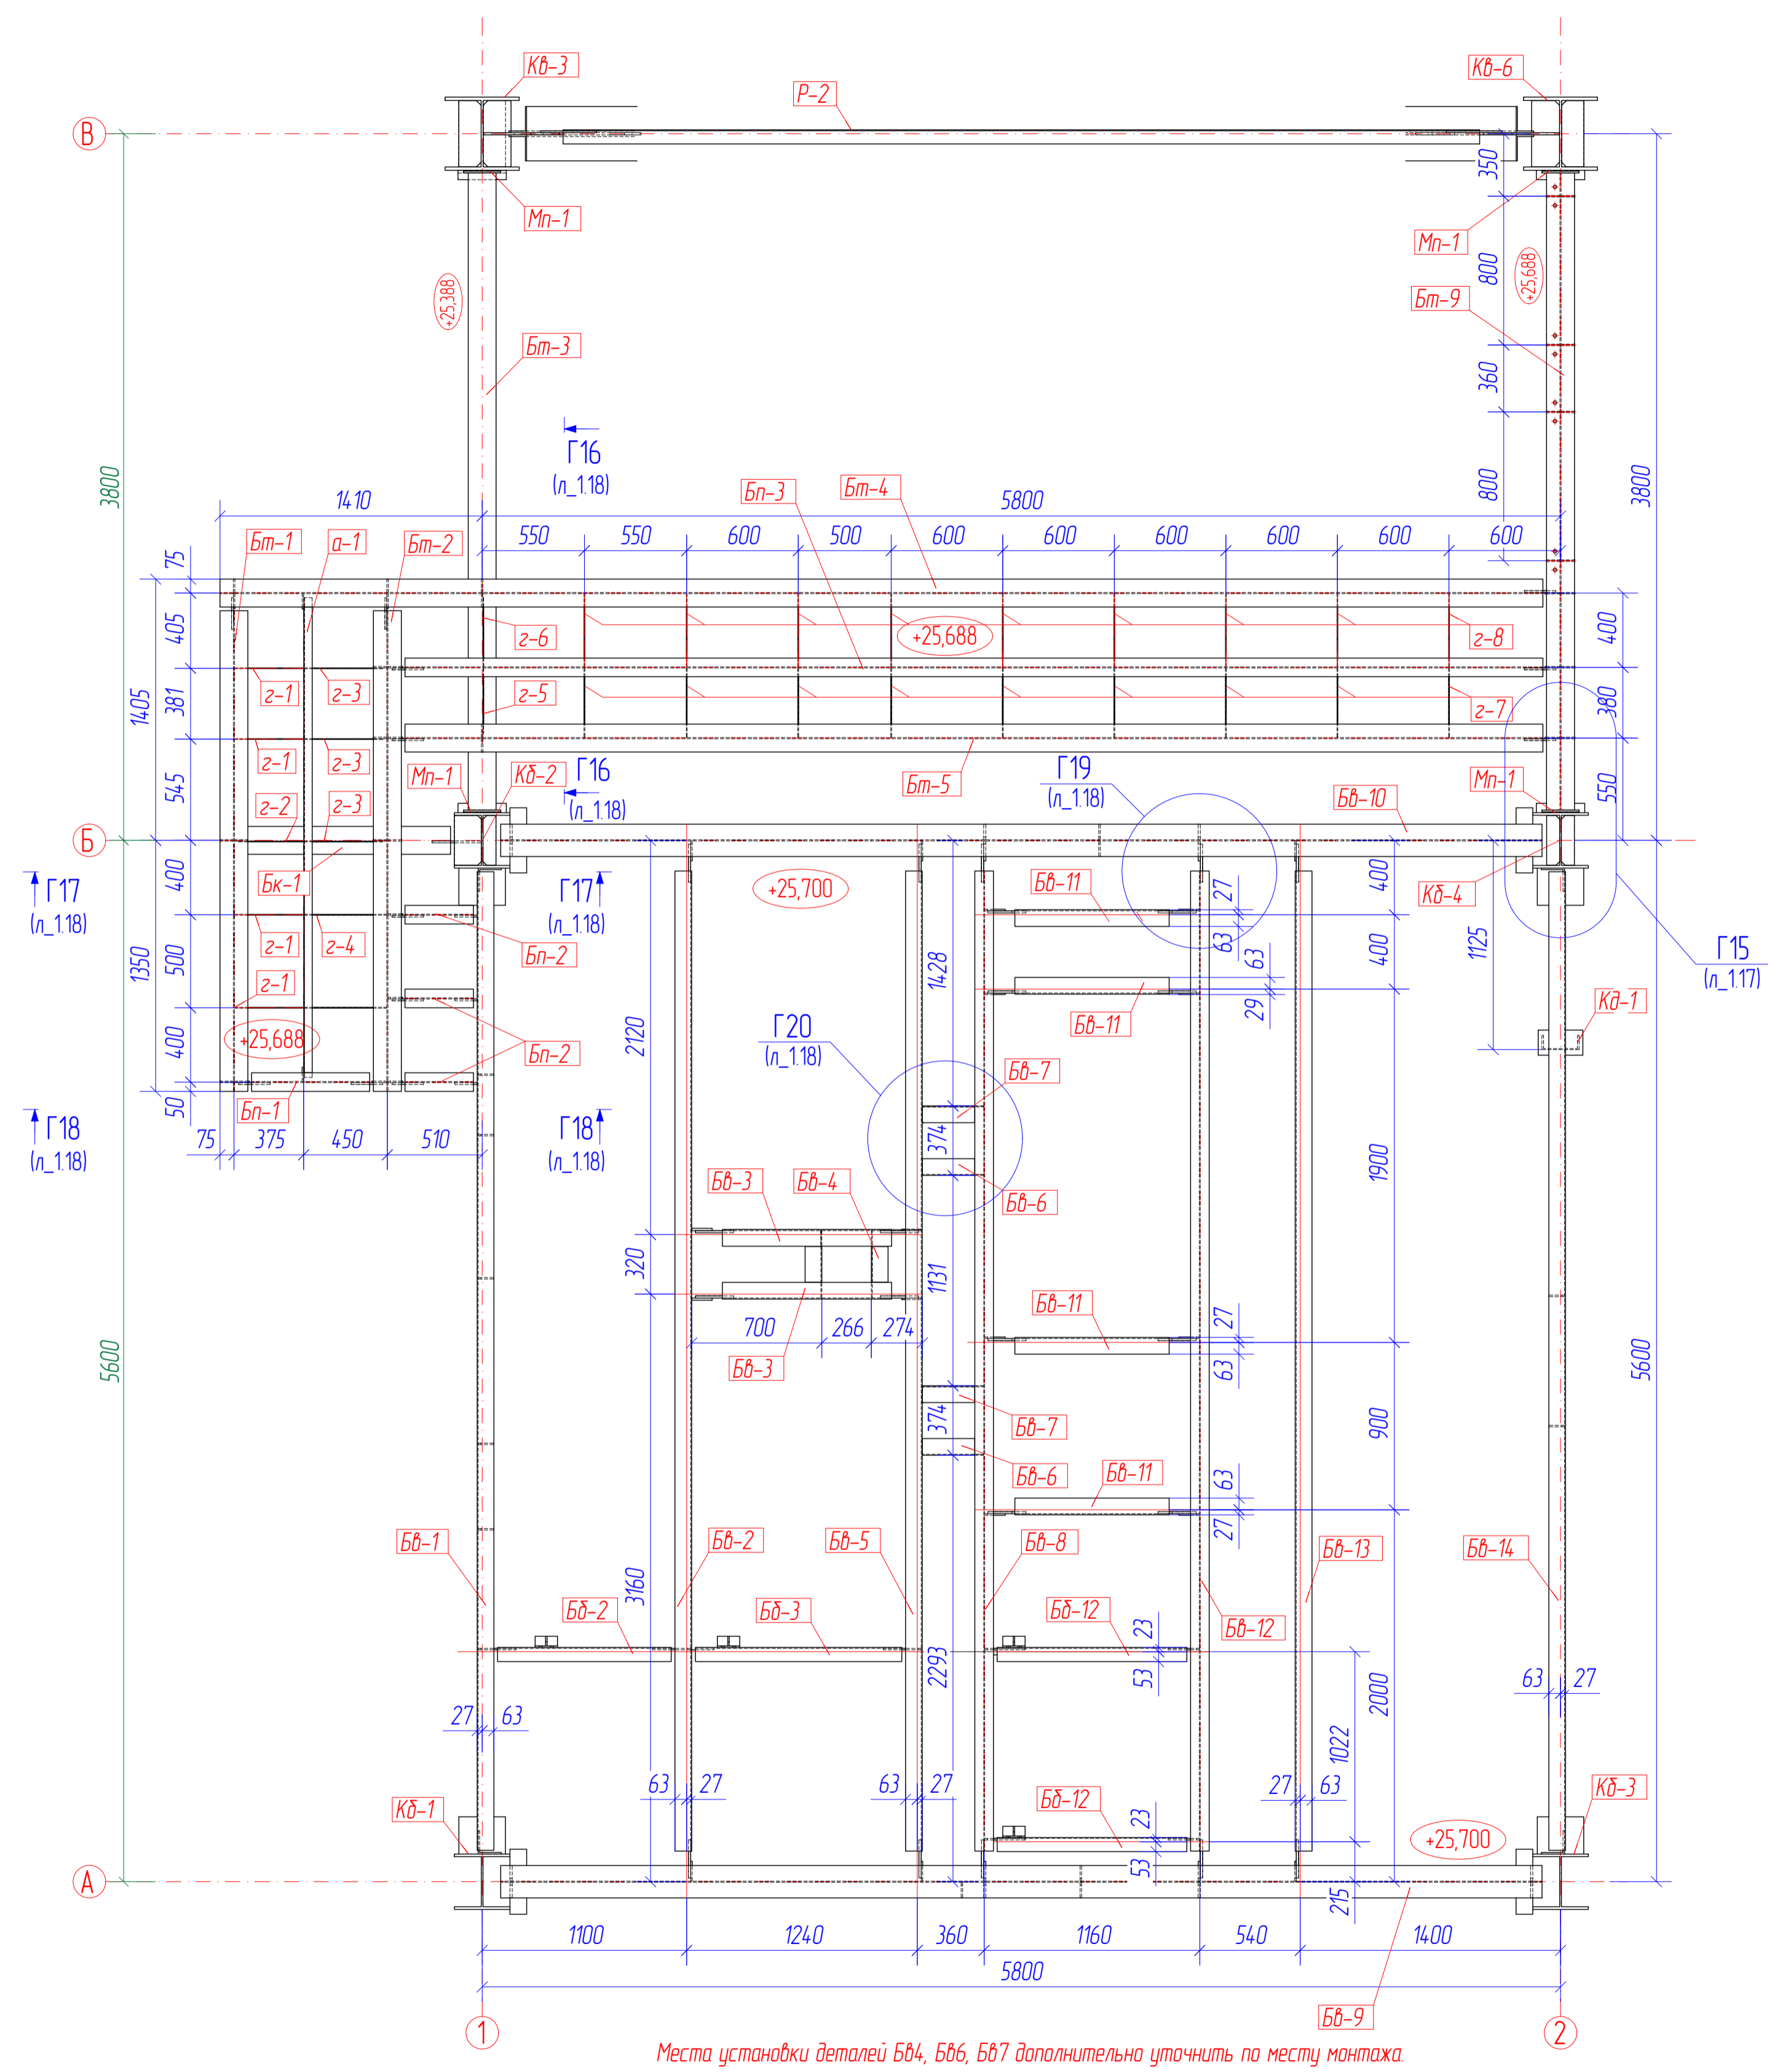 Кв-3
Кв-6
Р-2
В
Мп-1
350
Мп-1
+25,388
800
+25,688
Бт-9
Бт-3
360
Г16
(л_1.18)
3800
800
3800
1410
Бп-3
Бт-4
5800
Бт-1
а-1
Бт-2
550
550
600
500
600
600
600
600
600
600
75
405
г-6
+25,688
г-8
400
г-1
г-3
1405
381
г-5
г-7
380
г-1
г-3
Мп-1
Кб-2
Г16
(л_1.18)
Бт-5
Г19
(л_1.18)
Мп-1
545
г-2
г-3
Бв-10
550
Б
400
Бк-1
Г17
(л_1.18)
Г17
(л_1.18)
+25,700
Бв-11
27
400
Кб-4
г-1
г-4
Бп-2
63
63
1125
Г15
(л_1.17)
1350
500
г-1
1428
400
29
Кд-1
Бв-11
+25,688
2120
Г20
(л_1.18)
400
Бп-2
Бв-7
50
Бп-1
Г18
(л_1.18)
Г18
(л_1.18)
374
75
375
450
510
1900
Бв-3
Бв-4
Бв-6
320
1131
Бв-11
27
700
266
274
5600
Бв-3
63
5600
374
Бв-7
900
Бв-6
Бв-11
63
27
Бв-1
Бв-2
Бв-5
Бв-8
Бв-13
Бв-14
3160
Бб-2
Бб-3
Бб-12
23
Бв-12
2293
53
2000
63
27
27
63
1022
63
27
63
27
27
63
Кб-1
Бб-12
23
Кб-3
+25,700
53
А
215
1100
1240
360
1160
540
1400
5800
Бв-9
1
2
Места установки деталей Бв4, Бв6, Бв7 дополнительно уточнить по месту монтажа.